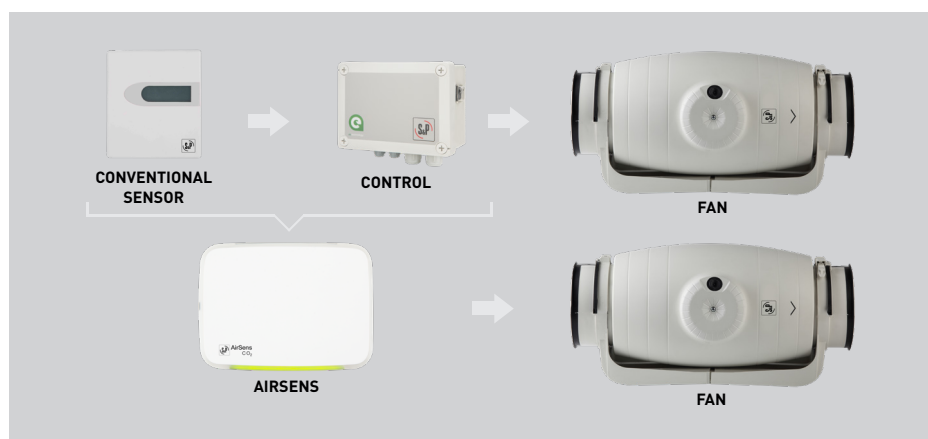 S&P
S&P
CONVENTIONAL
SENSOR
CONTROL
FAN
S&P AirSens
CO₂
AIRSENS
FAN